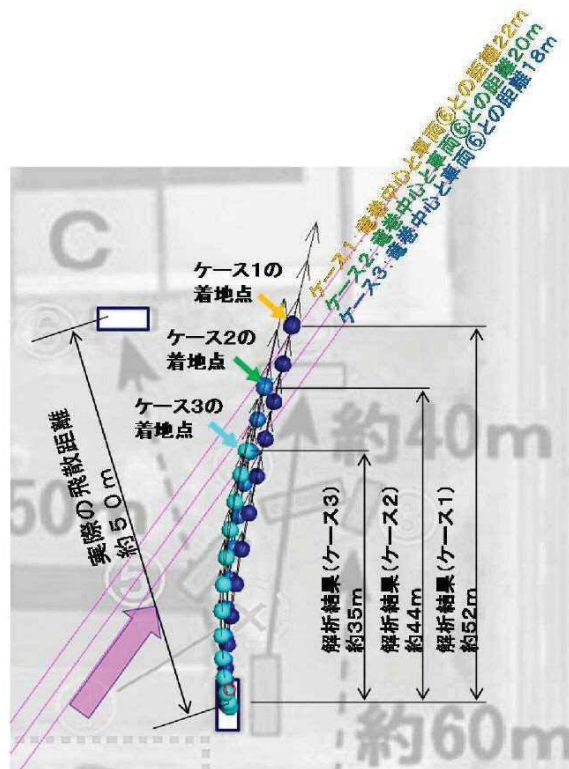 ケース1:竜巻中心と車両⑥との距離22m
ケース2:竜巻中心と車両⑥との距離20m
ケース3:竜巻中心と車両⑥との距離18m
C
ケース1の
着地点
ケース2の
着地点
ケース3の
着地点
実際の飛散距離
約50m
50m
⑤
約40m
解析結果(ケース3)
約35m
解析結果(ケース2)
約44m
解析結果(ケース1)
約52m
約60m